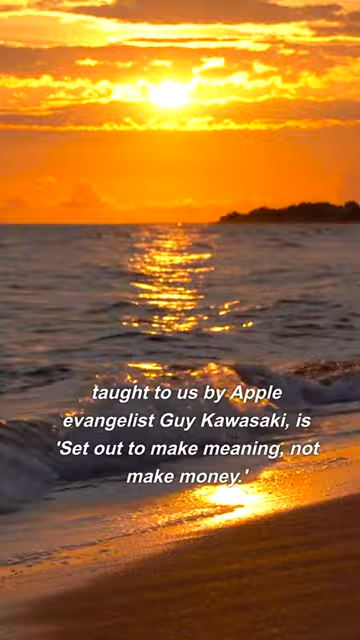 taught to us by Apple
evangelist Guy Kawasaki, is
'Set out to make meaning, not
make money.'